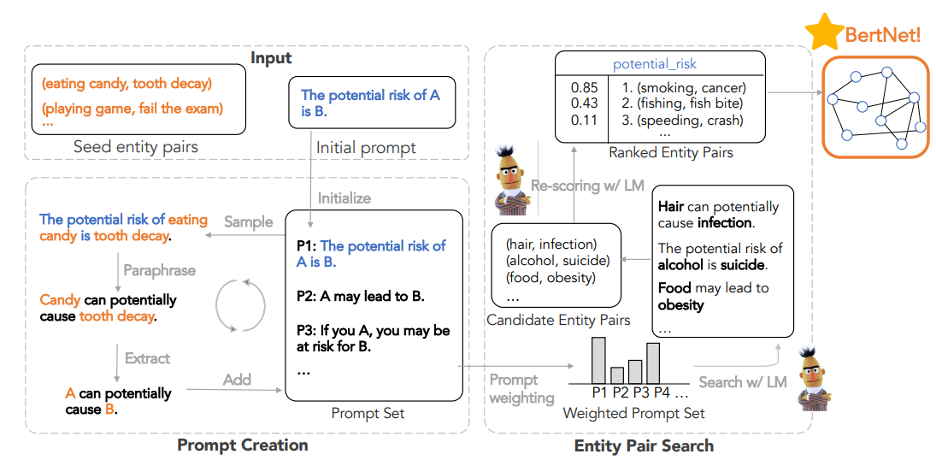 BertNet!
Input
(eating candy, tooth decay)
(playing game, fail the exam)
...
Seed entity pairs
The potential risk of A
is B.
Initial prompt
Initialize
The potential risk of eating
candy is tooth decay.
Sample
Paraphrase
Candy can potentially
cause tooth decay.
Extract
A can potentially
cause B.
Add
P1: The potential risk of
A is B.
P2: A may lead to B.
P3: If you A, you may be
at risk for B.
...
Prompt Set
Prompt Creation
potential_risk
0.85 1. (smoking, cancer)
0.43 2. (fishing, fish bite)
0.11 3. (speeding, crash)
...
Ranked Entity Pairs
Re-scoring w/ LM
(hair, infection)
(alcohol, suicide)
(food, obesity)
...
Candidate Entity Pairs
Hair can potentially
cause infection.
The potential risk of
alcohol is suicide.
Food may lead to
obesity
...
Prompt
weighting
P1 P2 P3 P4 ...
Weighted Prompt Set
Search w/ LM
Entity Pair Search